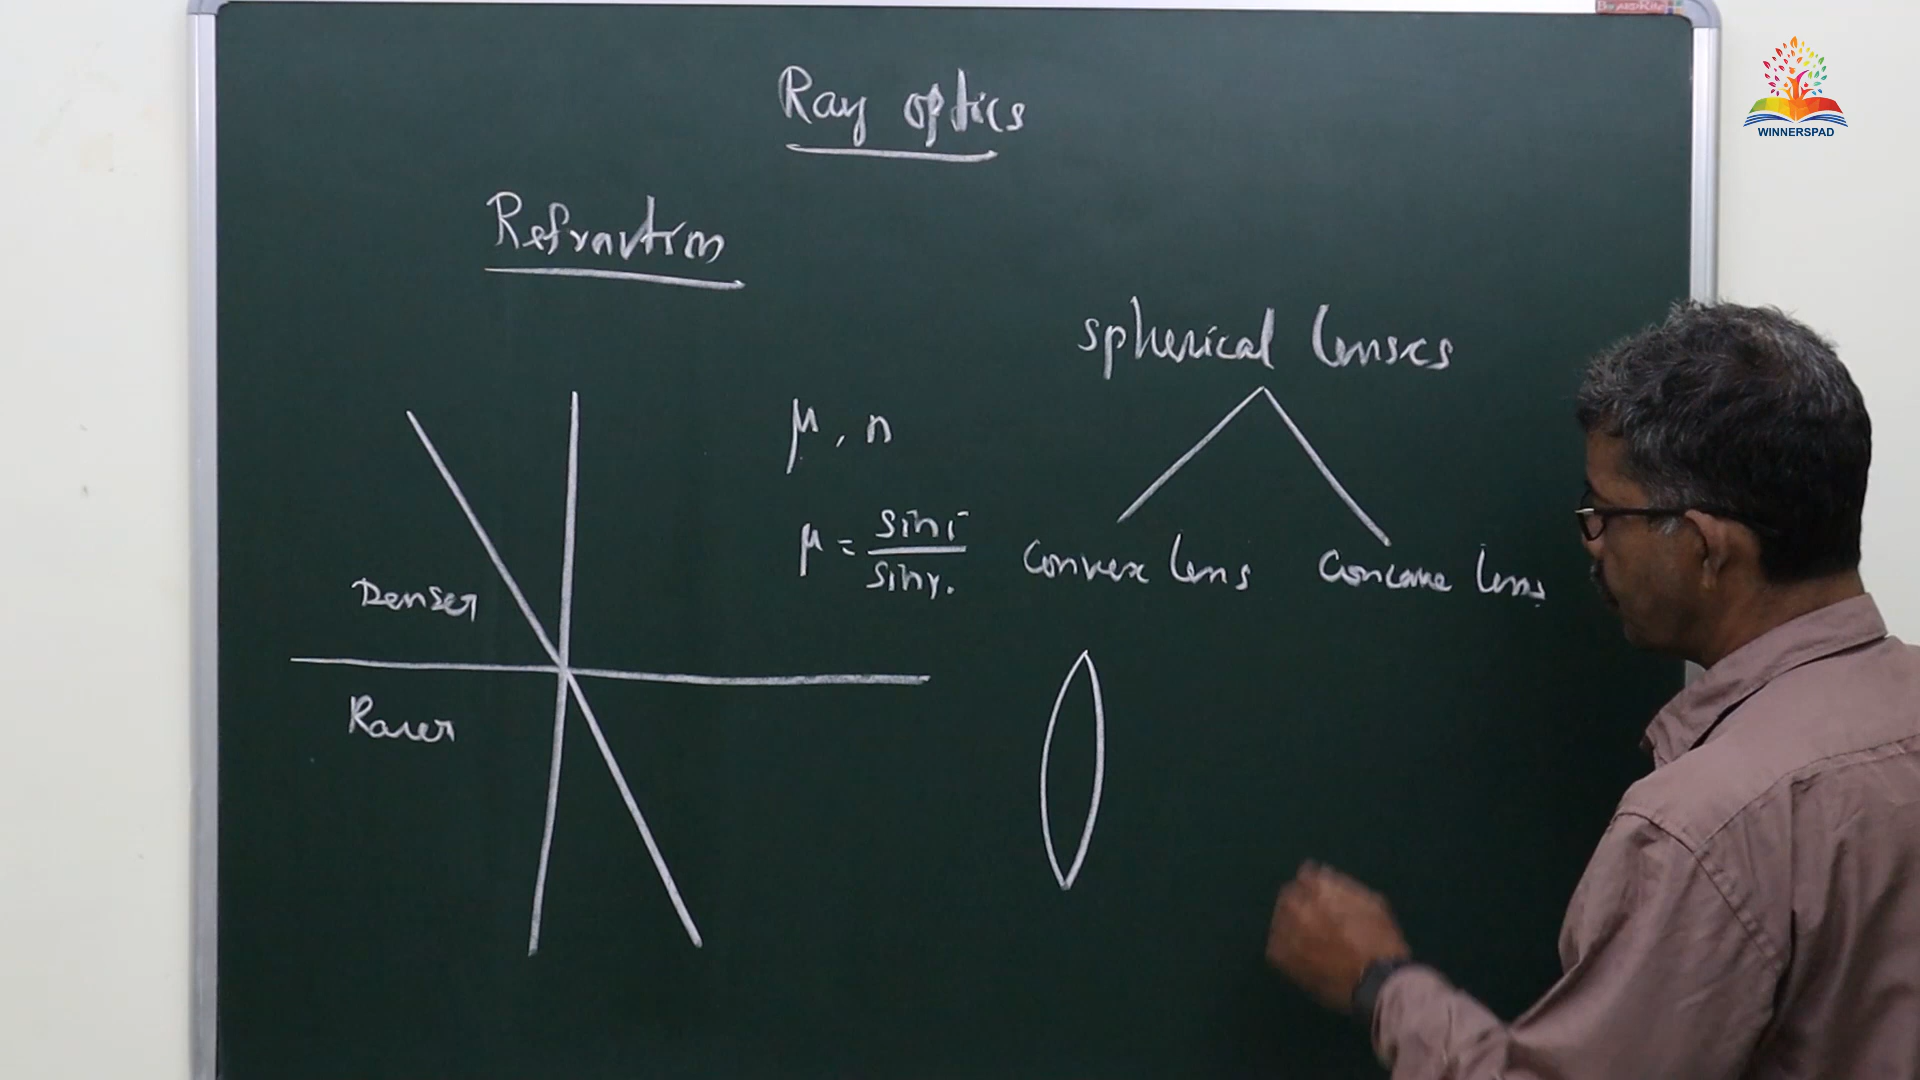 Ray optics
Refraction
spherical lenses
μ, n
μ = sin i / sin r.
Convex lens
Concave lens
Denser
Rarer
WINNERSPAD